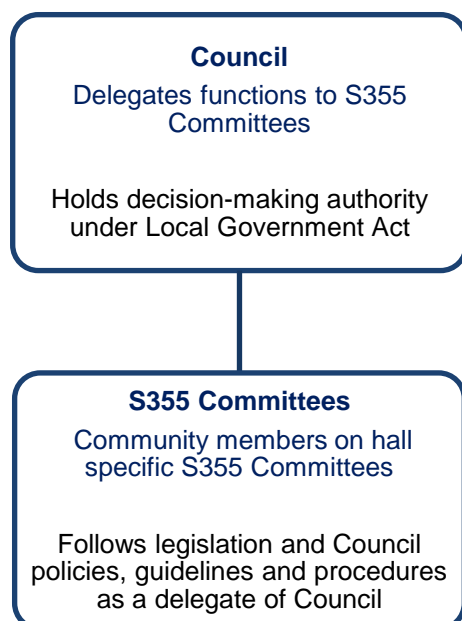 Council
Delegates functions to S355
Committees
Holds decision-making authority
under Local Government Act
S355 Committees
Community members on hall
specific S355 Committees
Follows legislation and Council
policies, guidelines and procedures
as a delegate of Council